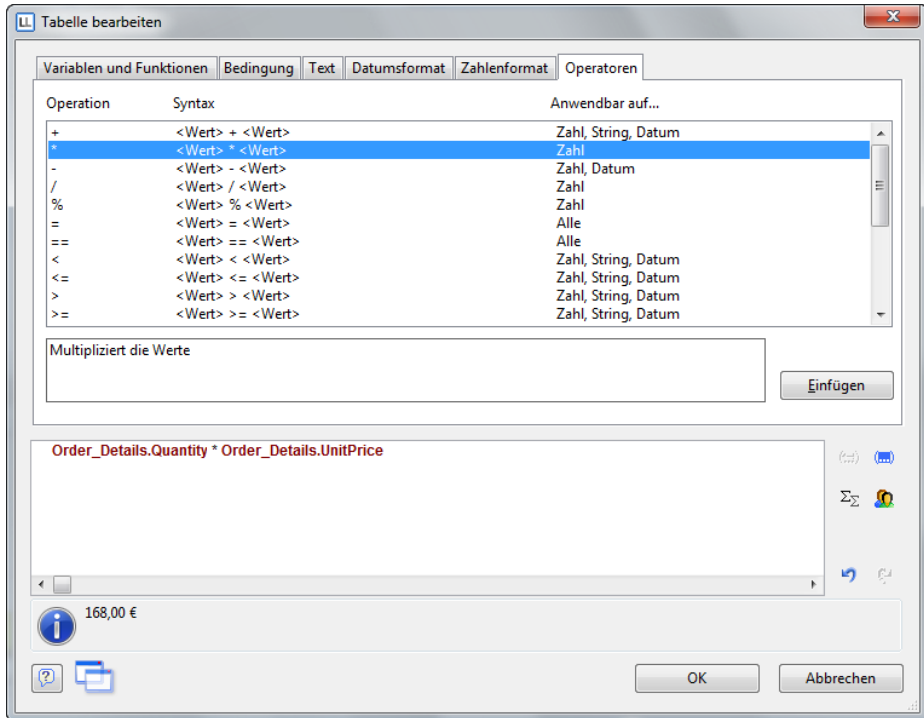 LL Tabelle bearbeiten
Variablen und Funktionen Bedingung Text Datumsformat Zahlenformat Operatoren
Operation Syntax Anwendbar auf...
+ <Wert> + <Wert> Zahl, String, Datum
* <Wert> * <Wert> Zahl
- <Wert> - <Wert> Zahl, Datum
/ <Wert> / <Wert> Zahl
% <Wert> % <Wert> Zahl
= <Wert> = <Wert> Alle
== <Wert> == <Wert> Alle
< <Wert> < <Wert> Zahl, String, Datum
<= <Wert> <= <Wert> Zahl, String, Datum
> <Wert> > <Wert> Zahl, String, Datum
>= <Wert> >= <Wert> Zahl, String, Datum
Multipliziert die Werte
Einfügen
Order_Details.Quantity * Order_Details.UnitPrice
168,00 €
OK Abbrechen